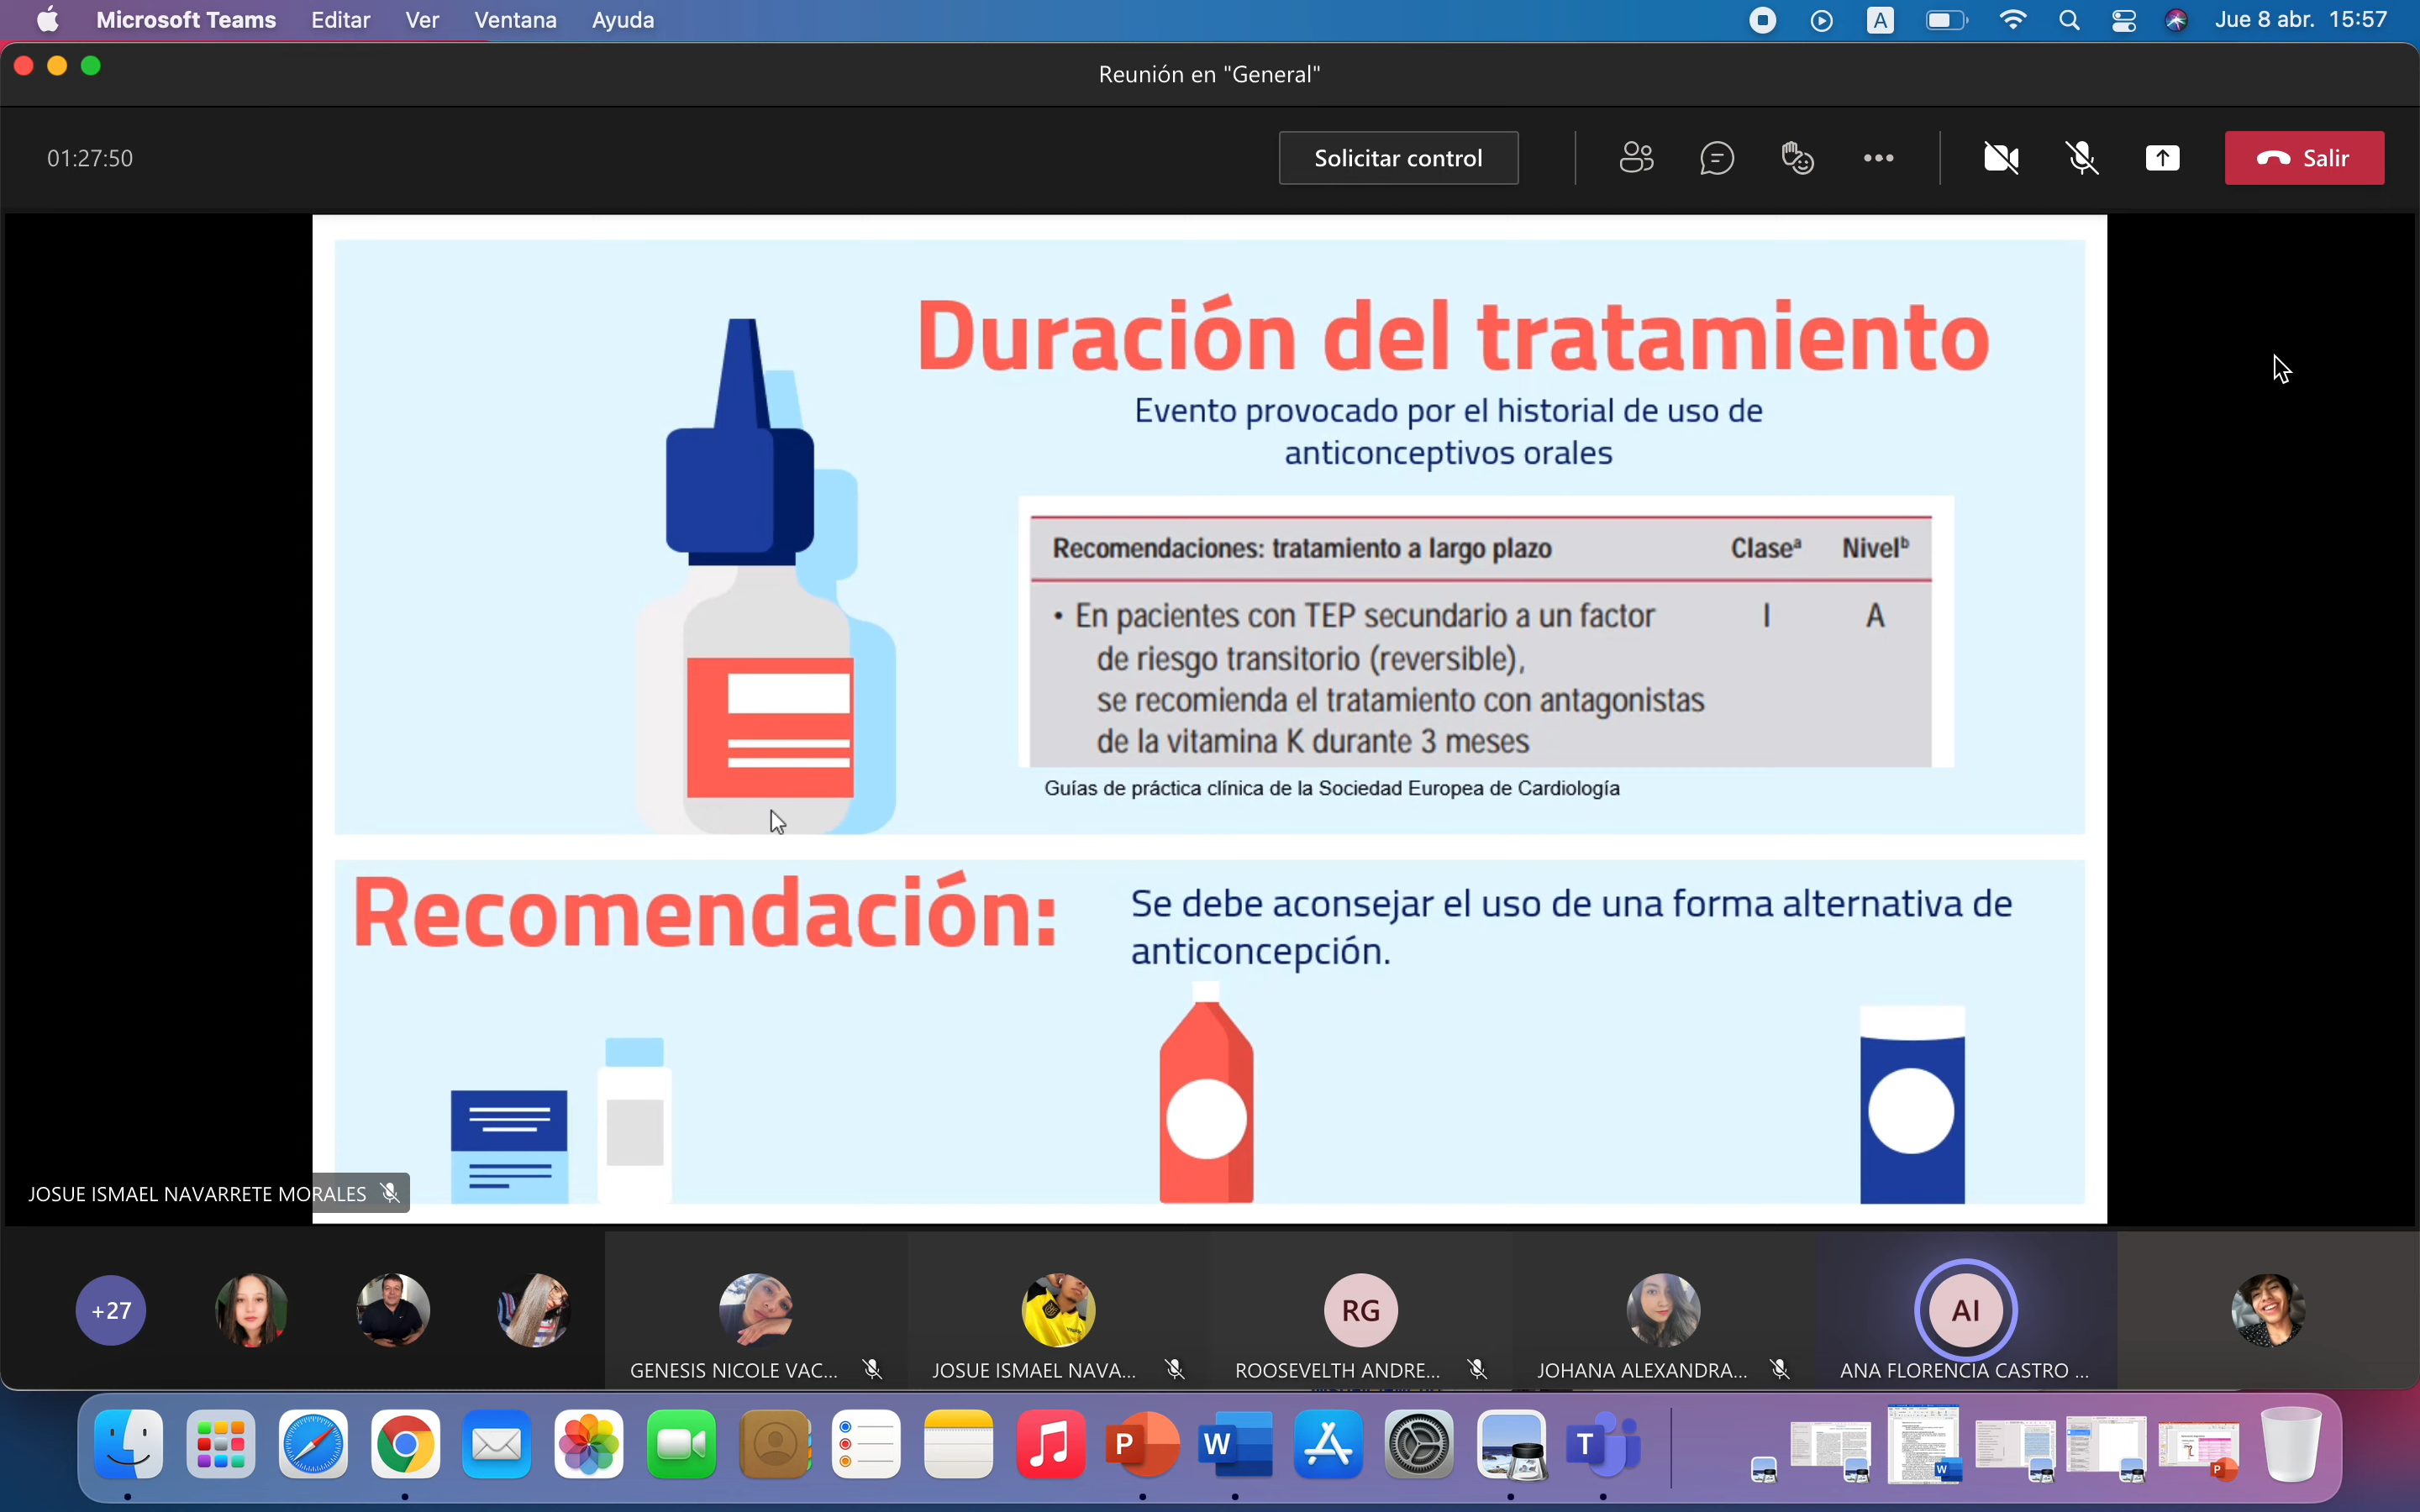 Microsoft Teams Editar Ver Ventana Ayuda
A
Jue 8 abr. 15:57
Reunión en "General"
01:27:50
Solicitar control
Salir
Duración del tratamiento
Evento provocado por el historial de uso de
anticonceptivos orales
Recomendaciones: tratamiento a largo plazo Claseª Nivelᵇ
• En pacientes con TEP secundario a un factor I A
de riesgo transitorio (reversible),
se recomienda el tratamiento con antagonistas
de la vitamina K durante 3 meses
Guías de práctica clínica de la Sociedad Europea de Cardiología
Recomendación:
Se debe aconsejar el uso de una forma alternativa de
anticoncepción.
JOSUE ISMAEL NAVARRETE MORALES
+27
RG
AI
GENESIS NICOLE VAC...
JOSUE ISMAEL NAVA...
ROOSEVELTH ANDRE...
JOHANA ALEXANDRA...
ANA FLORENCIA CASTRO ...
P
W
T
W
P